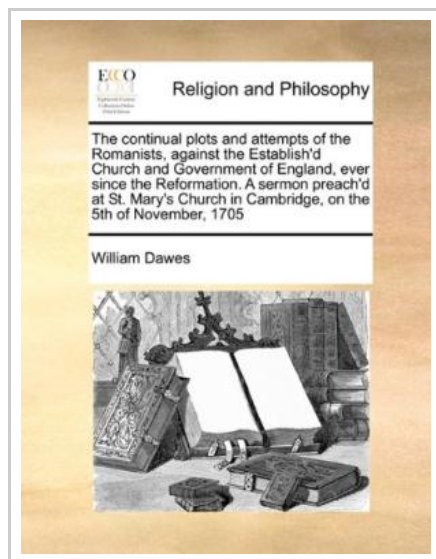 ECCO
Religion and Philosophy
The continual plots and attempts of the
Romanists, against the Establish'd
Church and Government of England, ever
since the Reformation. A sermon preach'd
at St. Mary's Church in Cambridge, on the
5th of November, 1705
William Dawes